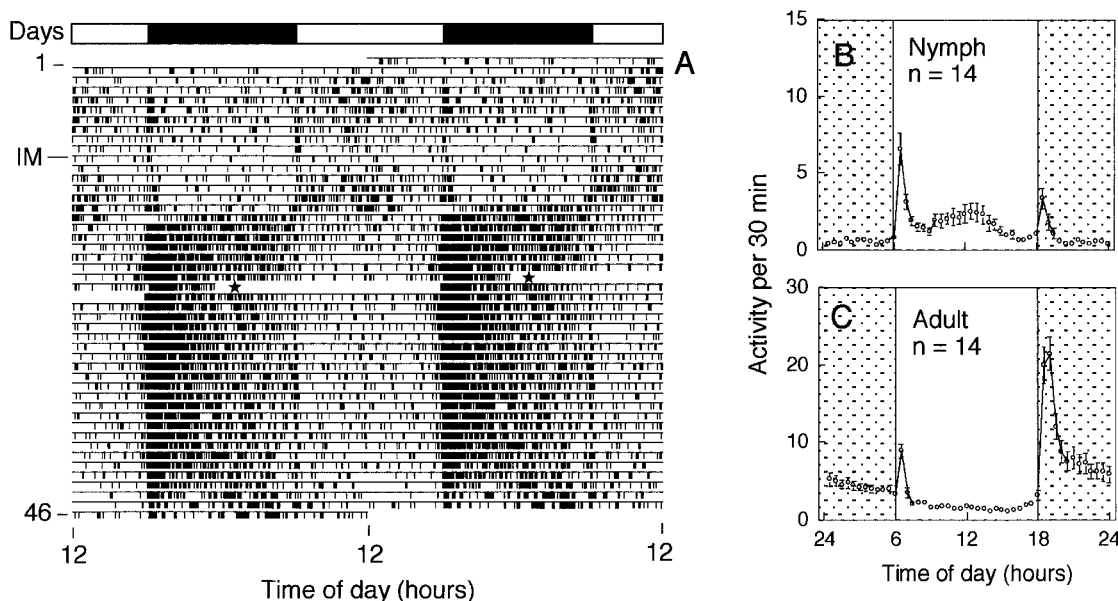 Days
1
IM
46
12
12
12
Time of day (hours)
A
Activity per 30 min
B
Nymph
n = 14
15
10
5
0
C
Adult
n = 14
30
20
10
0
24
6
12
18
24
Time of day (hours)